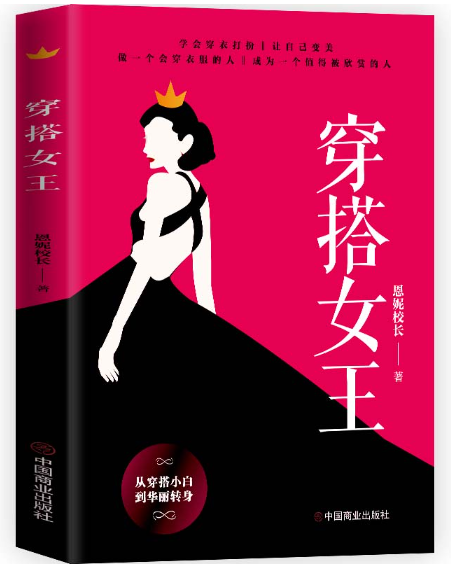 学会穿衣打扮 | 让自己变美
做一个会穿衣服的人 || 成为一个值得被欣赏的人
穿搭女王
恩妮校长——著
从穿搭小白
到华丽转身
中国商业出版社
穿搭女王
恩妮校长——著
中国商业出版社